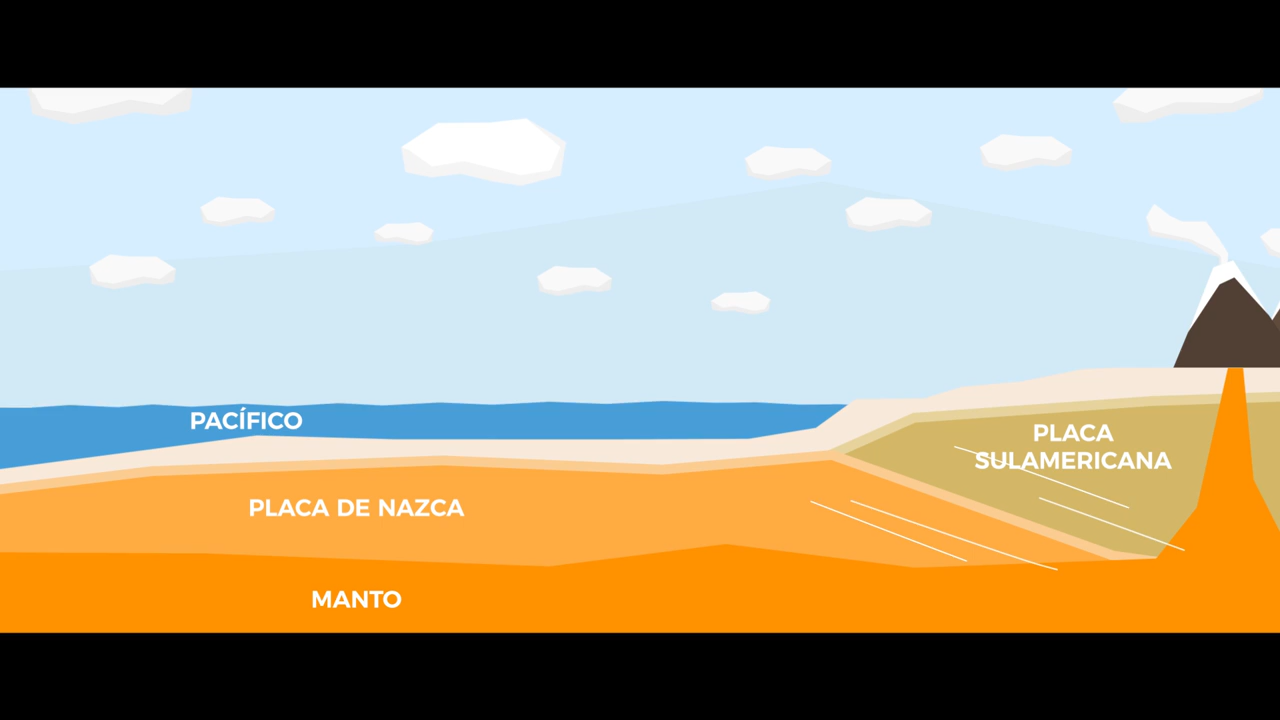 PACÍFICO
PLACA
SULAMERICANA
PLACA DE NAZCA
MANTO